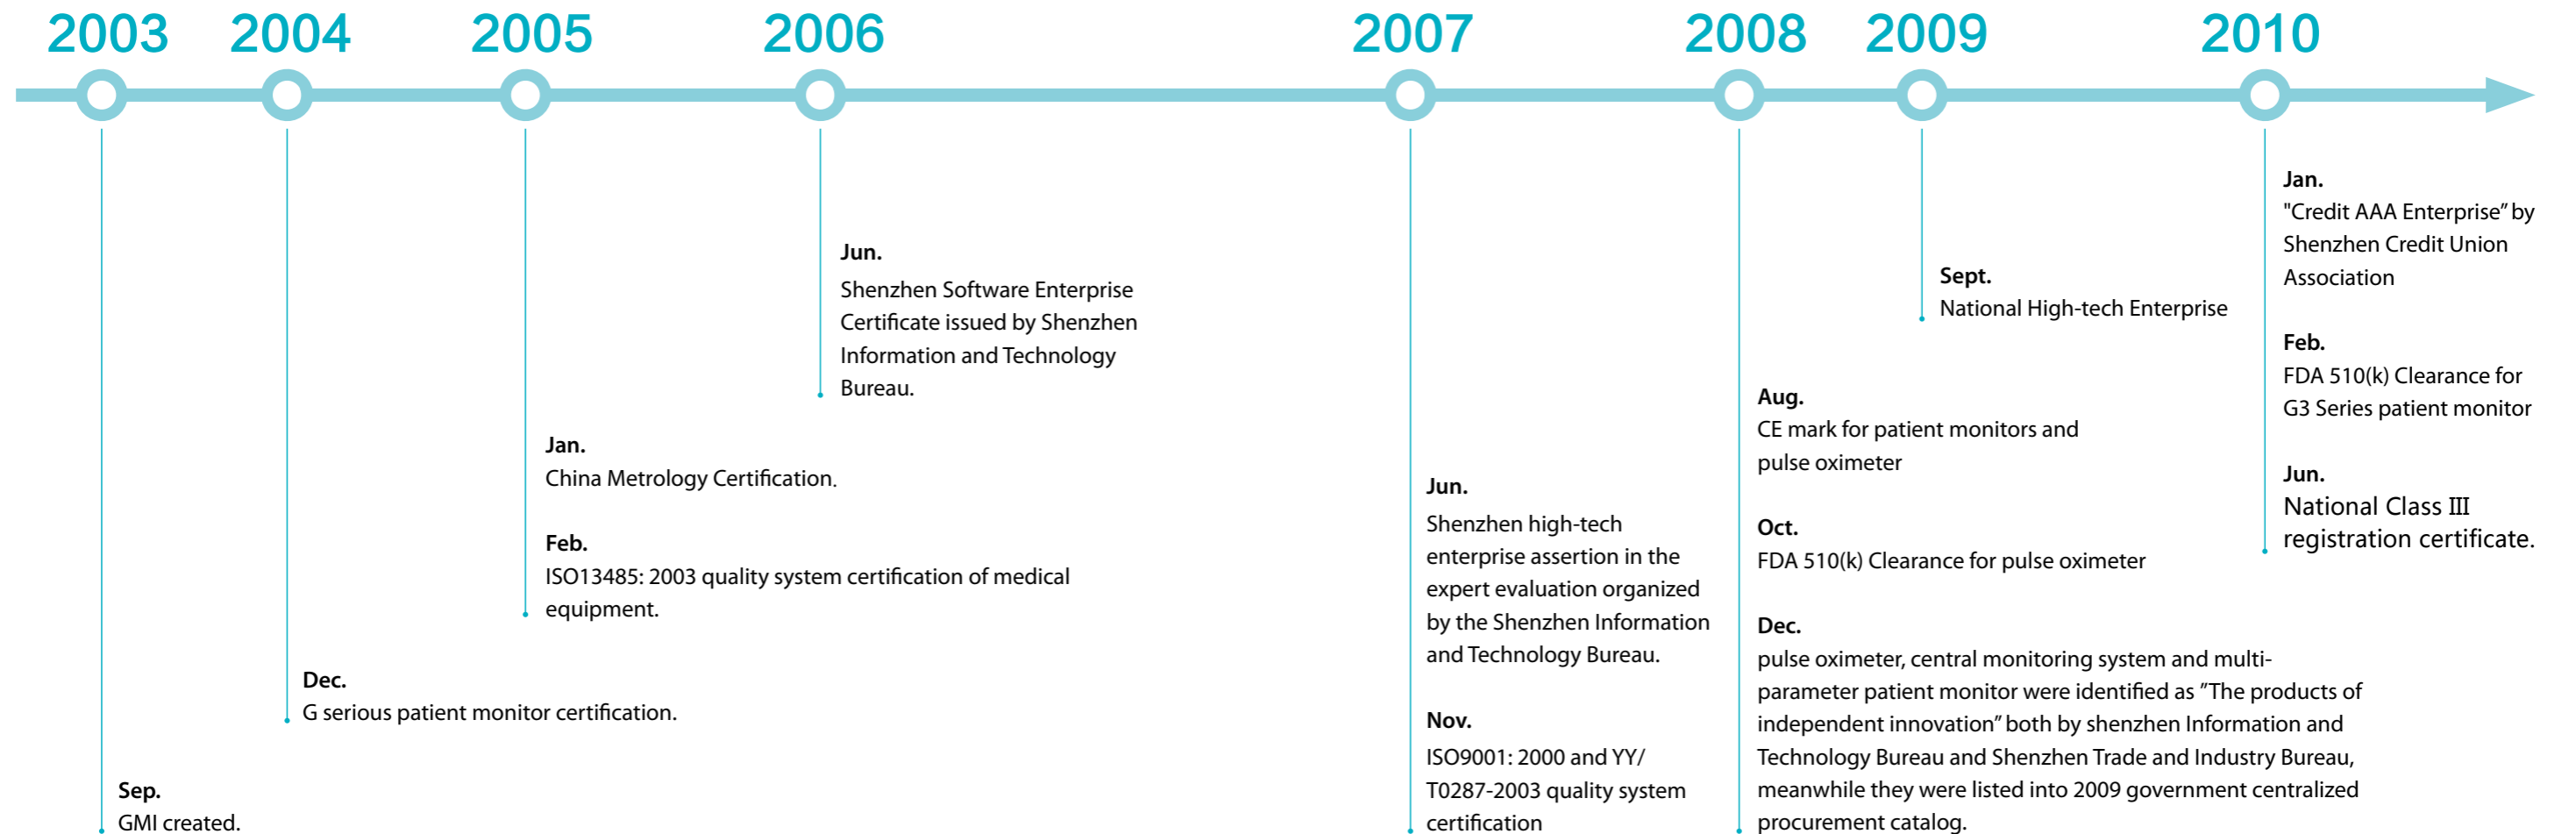 2003
2004
2005
2006
2007
2008
2009
2010
Sep.
GMI created.
Dec.
G serious patient monitor certification.
Jan.
China Metrology Certification.
Feb.
ISO13485: 2003 quality system certification of medical
equipment.
Jun.
Shenzhen Software Enterprise
Certificate issued by Shenzhen
Information and Technology
Bureau.
Jun.
Shenzhen high-tech
enterprise assertion in the
expert evaluation organized
by the Shenzhen Information
and Technology Bureau.
Nov.
ISO9001: 2000 and YY/
T0287-2003 quality system
certification
Aug.
CE mark for patient monitors and
pulse oximeter
Oct.
FDA 510(k) Clearance for pulse oximeter
Dec.
pulse oximeter, central monitoring system and multi-
parameter patient monitor were identified as "The products of
independent innovation" both by shenzhen Information and
Technology Bureau and Shenzhen Trade and Industry Bureau,
meanwhile they were listed into 2009 government centralized
procurement catalog.
Sept.
National High-tech Enterprise
Jan.
"Credit AAA Enterprise" by
Shenzhen Credit Union
Association
Feb.
FDA 510(k) Clearance for
G3 Series patient monitor
Jun.
National Class III
registration certificate.